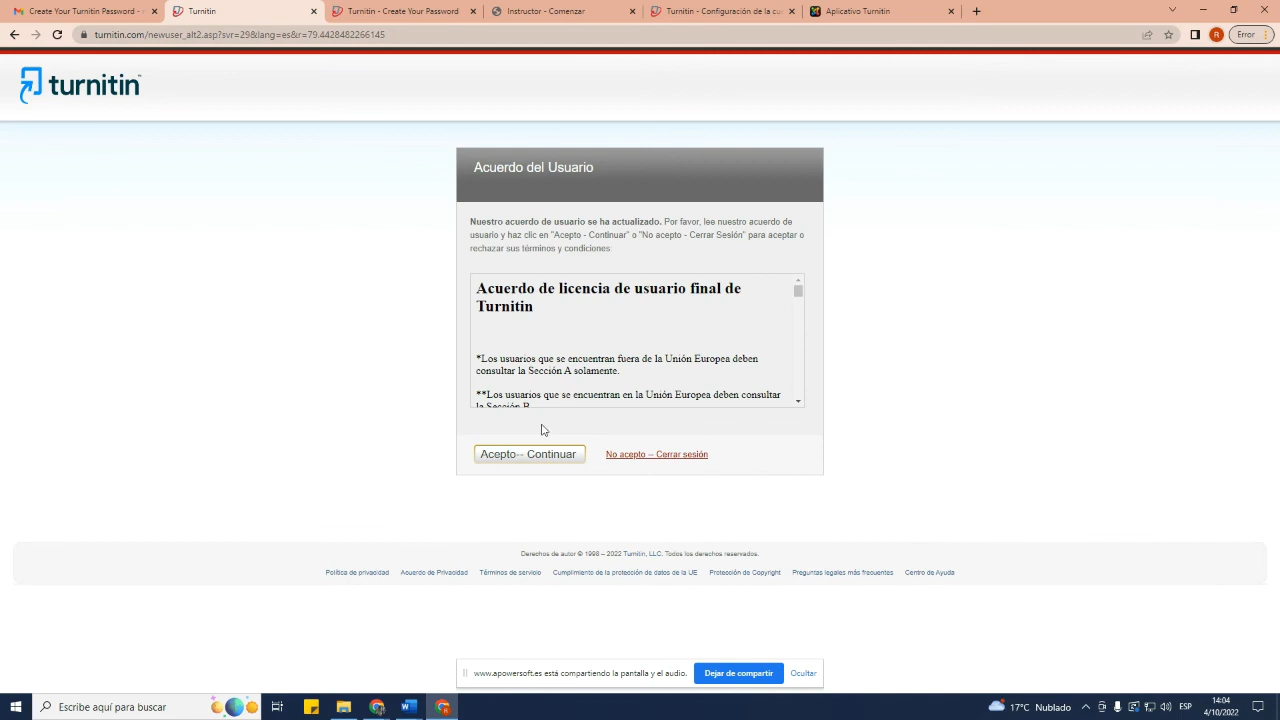 Create Your Turnitin Password -
Turnitin
Turnitin - Create Your Password
Instructor - Comenzar
Turnitin - Configuración de la cue
Aplicativo Turnitin
turnitin.com/newuser_alt2.asp?svr=29&lang=es&r=79.4428482266145
R
Error
turnitin
Acuerdo del Usuario
Nuestro acuerdo de usuario se ha actualizado. Por favor, lee nuestro acuerdo de
usuario y haz clic en "Acepto - Continuar" o "No acepto - Cerrar Sesión" para aceptar o
rechazar sus términos y condiciones:
Acuerdo de licencia de usuario final de
Turnitin
*Los usuarios que se encuentran fuera de la Unión Europea deben
consultar la Sección A solamente.
**Los usuarios que se encuentran en la Unión Europea deben consultar
la Sección B
Acepto-- Continuar
No acepto -- Cerrar sesión
Derechos de autor © 1998 – 2022 Turnitin, LLC. Todos los derechos reservados.
Política de privacidad Acuerdo de Privacidad Términos de servicio Cumplimiento de la protección de datos de la UE Protección de Copyright Preguntas legales más frecuentes Centro de Ayuda
www.apowersoft.es está compartiendo la pantalla y el audio. Dejar de compartir Ocultar
Escribe aquí para buscar
17°C Nublado
ESP
14:04
4/10/2022